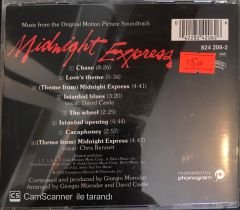 Music from the Original Motion Picture Soundtrack
Midnight Express
824 206-2
Chase (8:26)
Love's theme (5:34)
(Theme from) Midnight Express (4:41)
Istanbul blues (3:20)
vocal: David Castle
The wheel (2:25)
Istanbul opening (4:44)
Cacaphoney (2:57)
(Theme from) Midnight Express (4:47)
vocal: Chris Bennett
Composed and produced by Giorgio Moroder
Arranged by Giorgio Moroder and David Castle
marketed by
phonogram
150
CS CamScanner ile tarandı